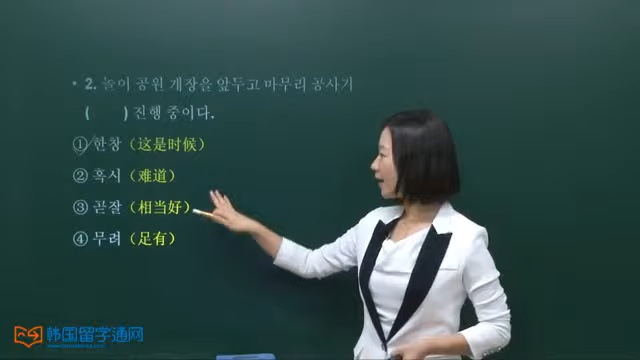 • 2. 놀이 공원 개장을 앞두고 마무리 공사가
(      ) 진행 중이다.
① 한창 (这是时候)
② 혹시 (难道)
③ 곧잘 (相当好)
④ 무려 (足有)
韩国留学通网